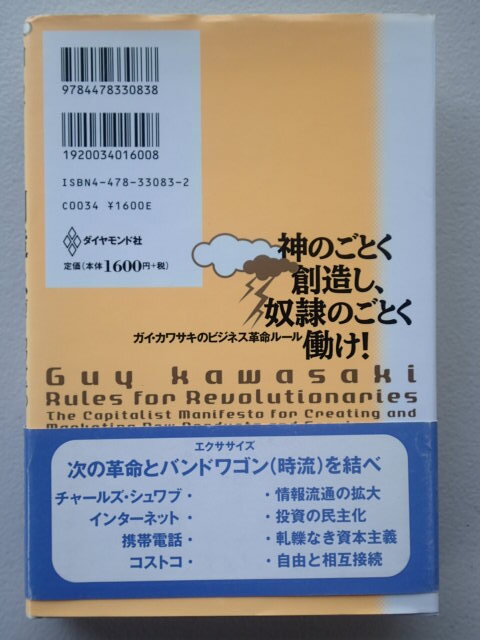 9784478330838
1920034016008
ISBN4-478-33083-2
C0034 ¥1600E
ダイヤモンド社
定価(本体1600円+税)
神のごとく
創造し、
奴隷のごとく
働け!
ガイ・カワサキのビジネス革命ルール
Guy Kawasaki
Rules for Revolutionaries
The Capitalist Manifesto for Creating and
Marketing New Products and
エクササイズ
次の革命とバンドワゴン(時流)を結べ
チャールズ・シュワブ・ ・情報流通の拡大
インターネット・ ・投資の民主化
携帯電話・ ・軋轢なき資本主義
コストコ・ ・自由と相互接続